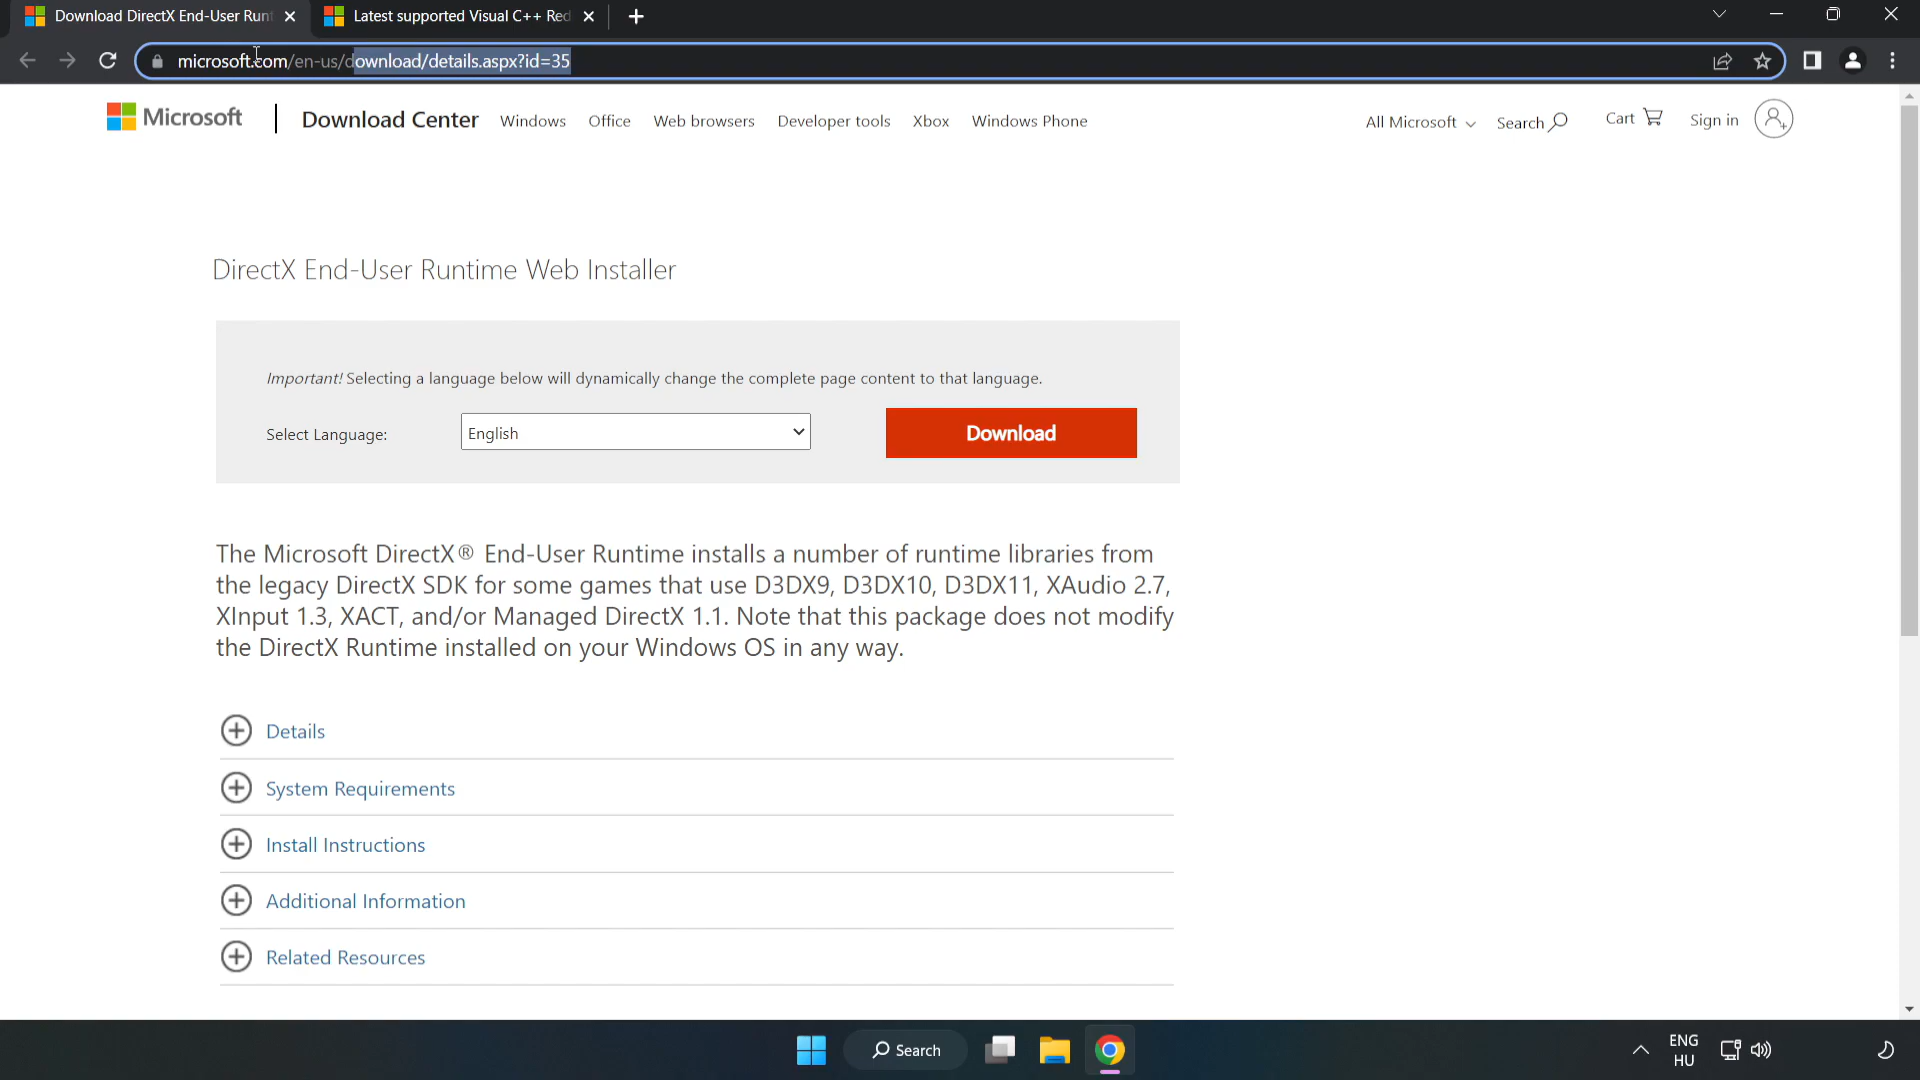 Download DirectX End-User Runt
Latest supported Visual C++ Red
microsoft.com/en-us/download/details.aspx?id=35
Microsoft
Download Center
Windows
Office
Web browsers
Developer tools
Xbox
Windows Phone
All Microsoft
Search
Cart
Sign in
DirectX End-User Runtime Web Installer
Important! Selecting a language below will dynamically change the complete page content to that language.
Select Language:
English
Download
The Microsoft DirectX® End-User Runtime installs a number of runtime libraries from
the legacy DirectX SDK for some games that use D3DX9, D3DX10, D3DX11, XAudio 2.7,
XInput 1.3, XACT, and/or Managed DirectX 1.1. Note that this package does not modify
the DirectX Runtime installed on your Windows OS in any way.
Details
System Requirements
Install Instructions
Additional Information
Related Resources
Search
ENG
HU